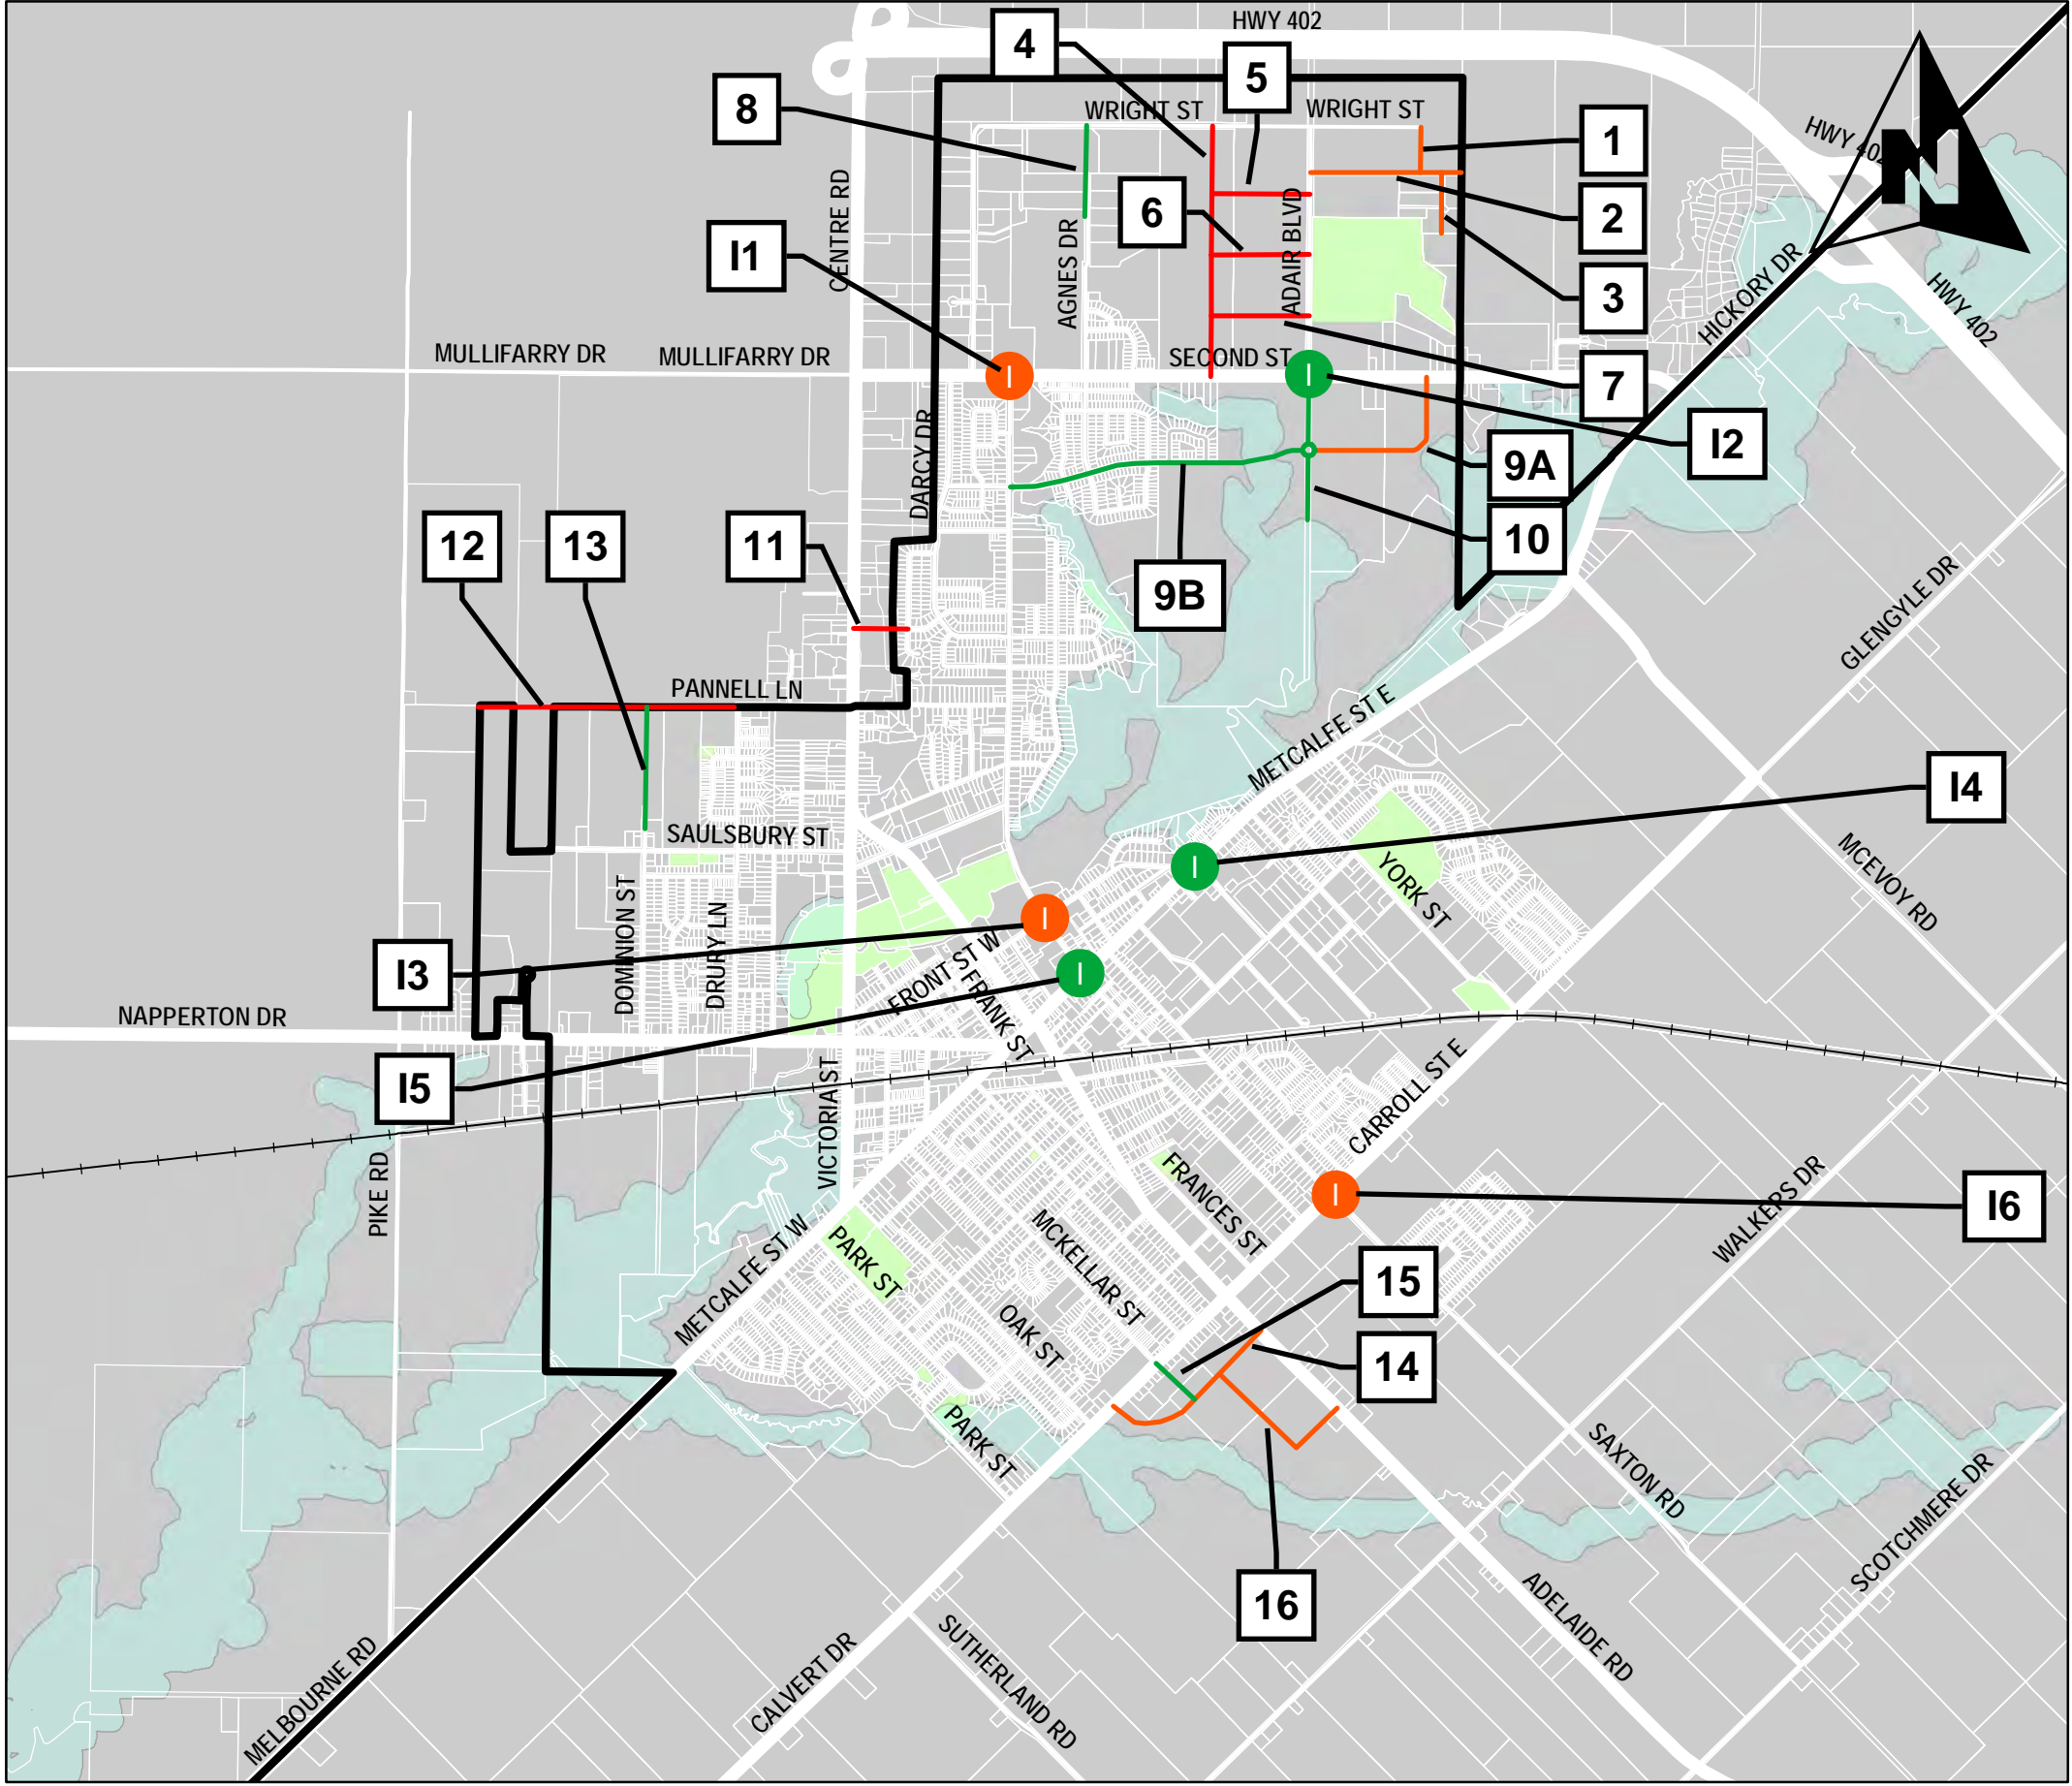 HWY 402
4
5
8
WRIGHT ST
WRIGHT ST
1
HWY 402
N
6
2
CENTRE RD
AGNES DR
ADAIR BLVD
I1
3
HICKORY DR
HWY 402
MULLIFARRY DR
MULLIFARRY DR
SECOND ST
I
I
7
DARCY DR
I2
9A
12
13
11
10
9B
GLENGYLE DR
PANNELL LN
METCALFE ST E
I4
SAULSBURY ST
I
YORK ST
MCEVOY RD
DOMINION ST
DRURY LN
I
I3
FRONT ST W
I
FRANK ST
NAPPERTON DR
I5
VICTORIA ST
CARROLL ST E
PIKE RD
FRANCES ST
I
I6
WALKERS DR
METCALFE ST W
PARK ST
MCKELLAR ST
15
OAK ST
14
PARK ST
SAXTON RD
SCOTCHMERE DR
16
ADELAIDE RD
MELBOURNE RD
CALVERT DR
SUTHERLAND RD